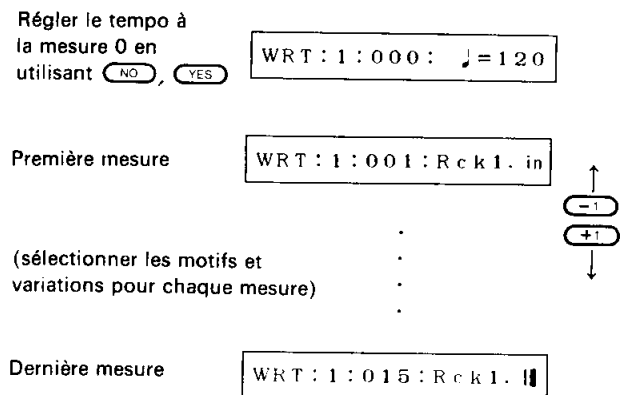 Régler le tempo à
la mesure 0 en
utilisant NO, YES
WRT:1:000: ♩=120
Première mesure
WRT:1:001:Rck1.in
-1
+1
(sélectionner les motifs et
variations pour chaque mesure)
Dernière mesure
WRT:1:015:Rck1.